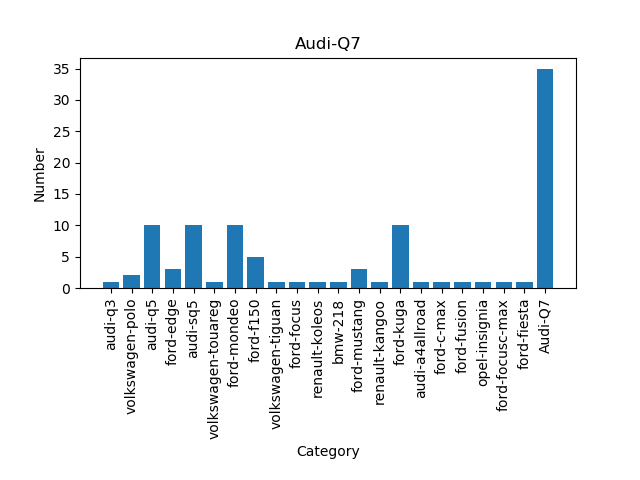 Audi-Q7
Number
35
30
25
20
15
10
5
0
audi-q3
volkswagen-polo
audi-q5
ford-edge
audi-sq5
volkswagen-touareg
ford-mondeo
ford-f150
volkswagen-tiguan
ford-focus
renault-koleos
bmw-218
ford-mustang
renault-kangoo
ford-kuga
audi-a4allroad
ford-c-max
ford-fusion
opel-insignia
ford-focusc-max
ford-fiesta
Audi-Q7
Category